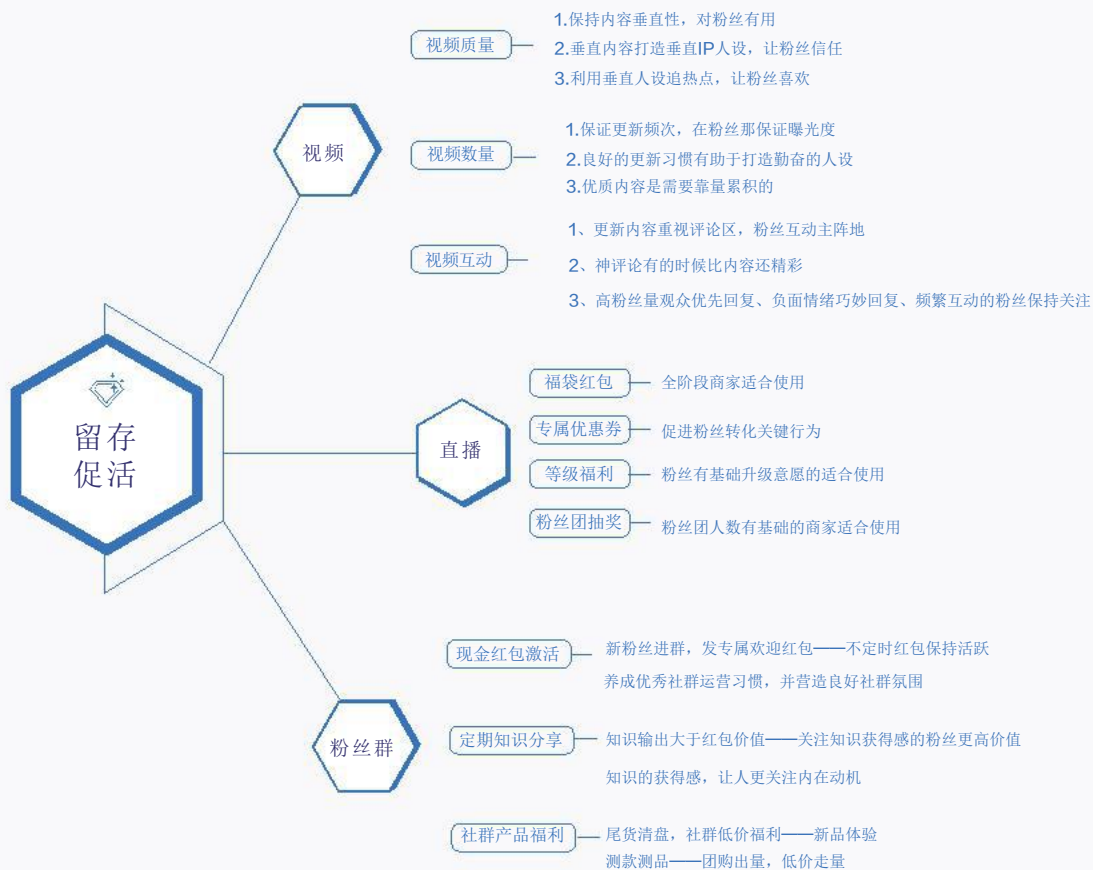 留存
促活
视频
视频质量
1.保持内容垂直性，对粉丝有用
2.垂直内容打造垂直IP人设，让粉丝信任
3.利用垂直人设追热点，让粉丝喜欢
视频数量
1.保证更新频次，在粉丝那保证曝光度
2.良好的更新习惯有助于打造勤奋的人设
3.优质内容是需要靠量累积的
视频互动
1、更新内容重视评论区，粉丝互动主阵地
2、神评论有的时候比内容还精彩
3、高粉丝量观众优先回复、负面情绪巧妙回复、频繁互动的粉丝保持关注
直播
福袋红包
全阶段商家适合使用
专属优惠券
促进粉丝转化关键行为
等级福利
粉丝有基础升级意愿的适合使用
粉丝团抽奖
粉丝团人数有基础的商家适合使用
粉丝群
现金红包激活
新粉丝进群，发专属欢迎红包——不定时红包保持活跃
养成优秀社群运营习惯，并营造良好社群氛围
定期知识分享
知识输出大于红包价值——关注知识获得感的粉丝更高价值
知识的获得感，让人更关注内在动机
社群产品福利
尾货清盘，社群低价福利——新品体验
测款测品——团购出量，低价走量